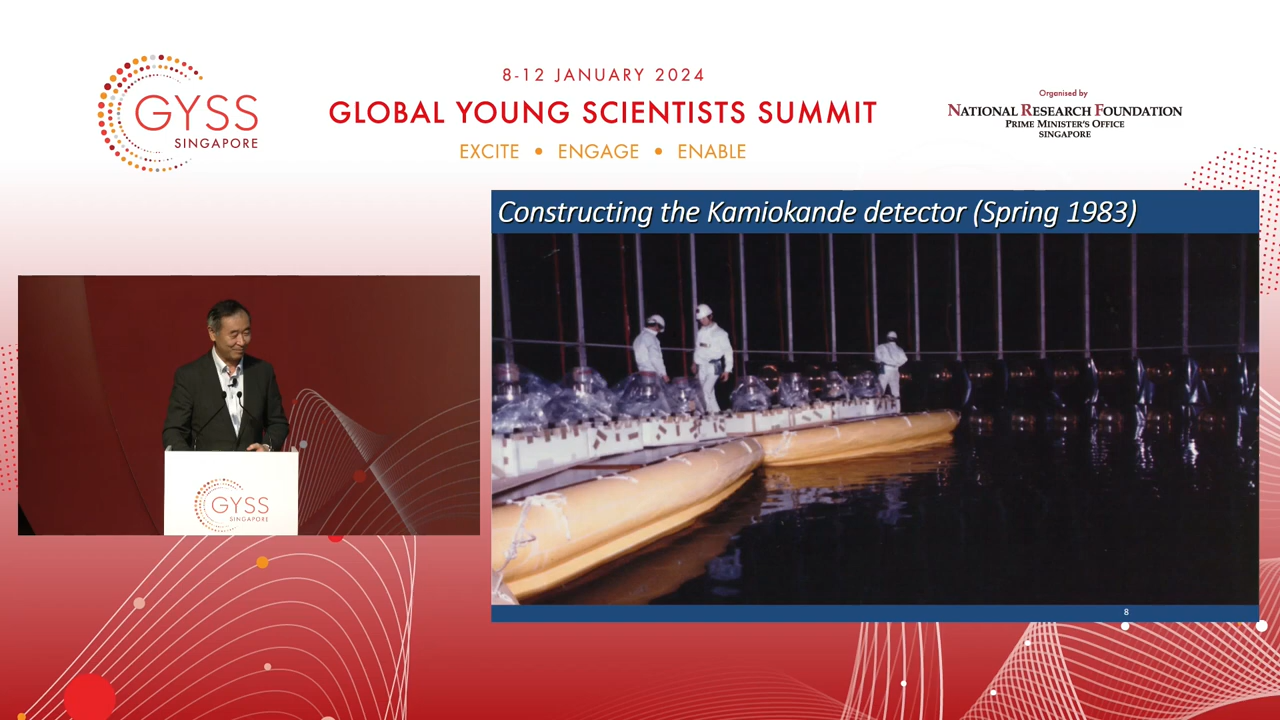 GYSS
SINGAPORE
8-12 JANUARY 2024
GLOBAL YOUNG SCIENTISTS SUMMIT
EXCITE • ENGAGE • ENABLE
Organised by
NATIONAL RESEARCH FOUNDATION
PRIME MINISTER'S OFFICE
SINGAPORE
Constructing the Kamiokande detector (Spring 1983)
GYSS
SINGAPORE
8